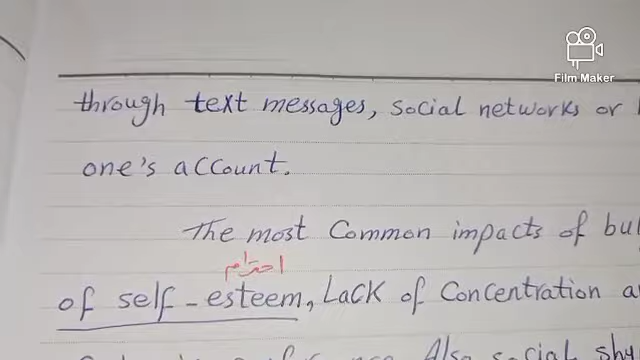 Film Maker
through text messages, social networks or
one's account.
The most Common impacts of
احترام
of self-esteem, Lack of Concentration
Also social shy